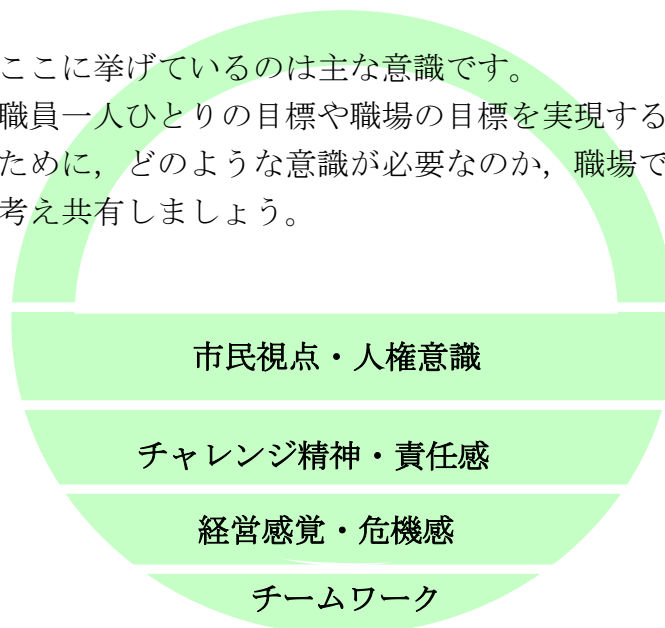 ここに挙げているのは主な意識です。
職員一人ひとりの目標や職場の目標を実現する
ために，どのような意識が必要なのか，職場で
考え共有しましょう。
市民視点・人権意識
チャレンジ精神・責任感
経営感覚・危機感
チームワーク